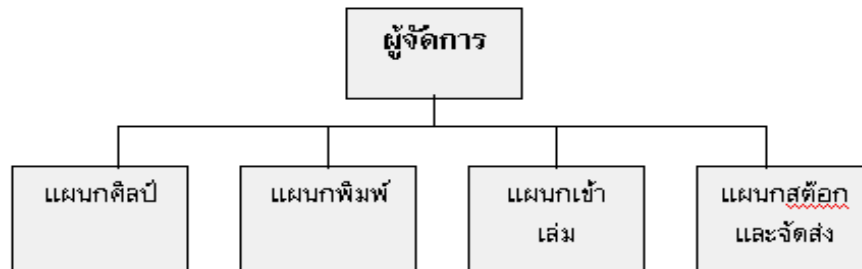 ผู้จัดการ
แผนกศิลป์
แผนกพิมพ์
แผนกเข้า
เล่ม
แผนกสต๊อก
และจัดส่ง